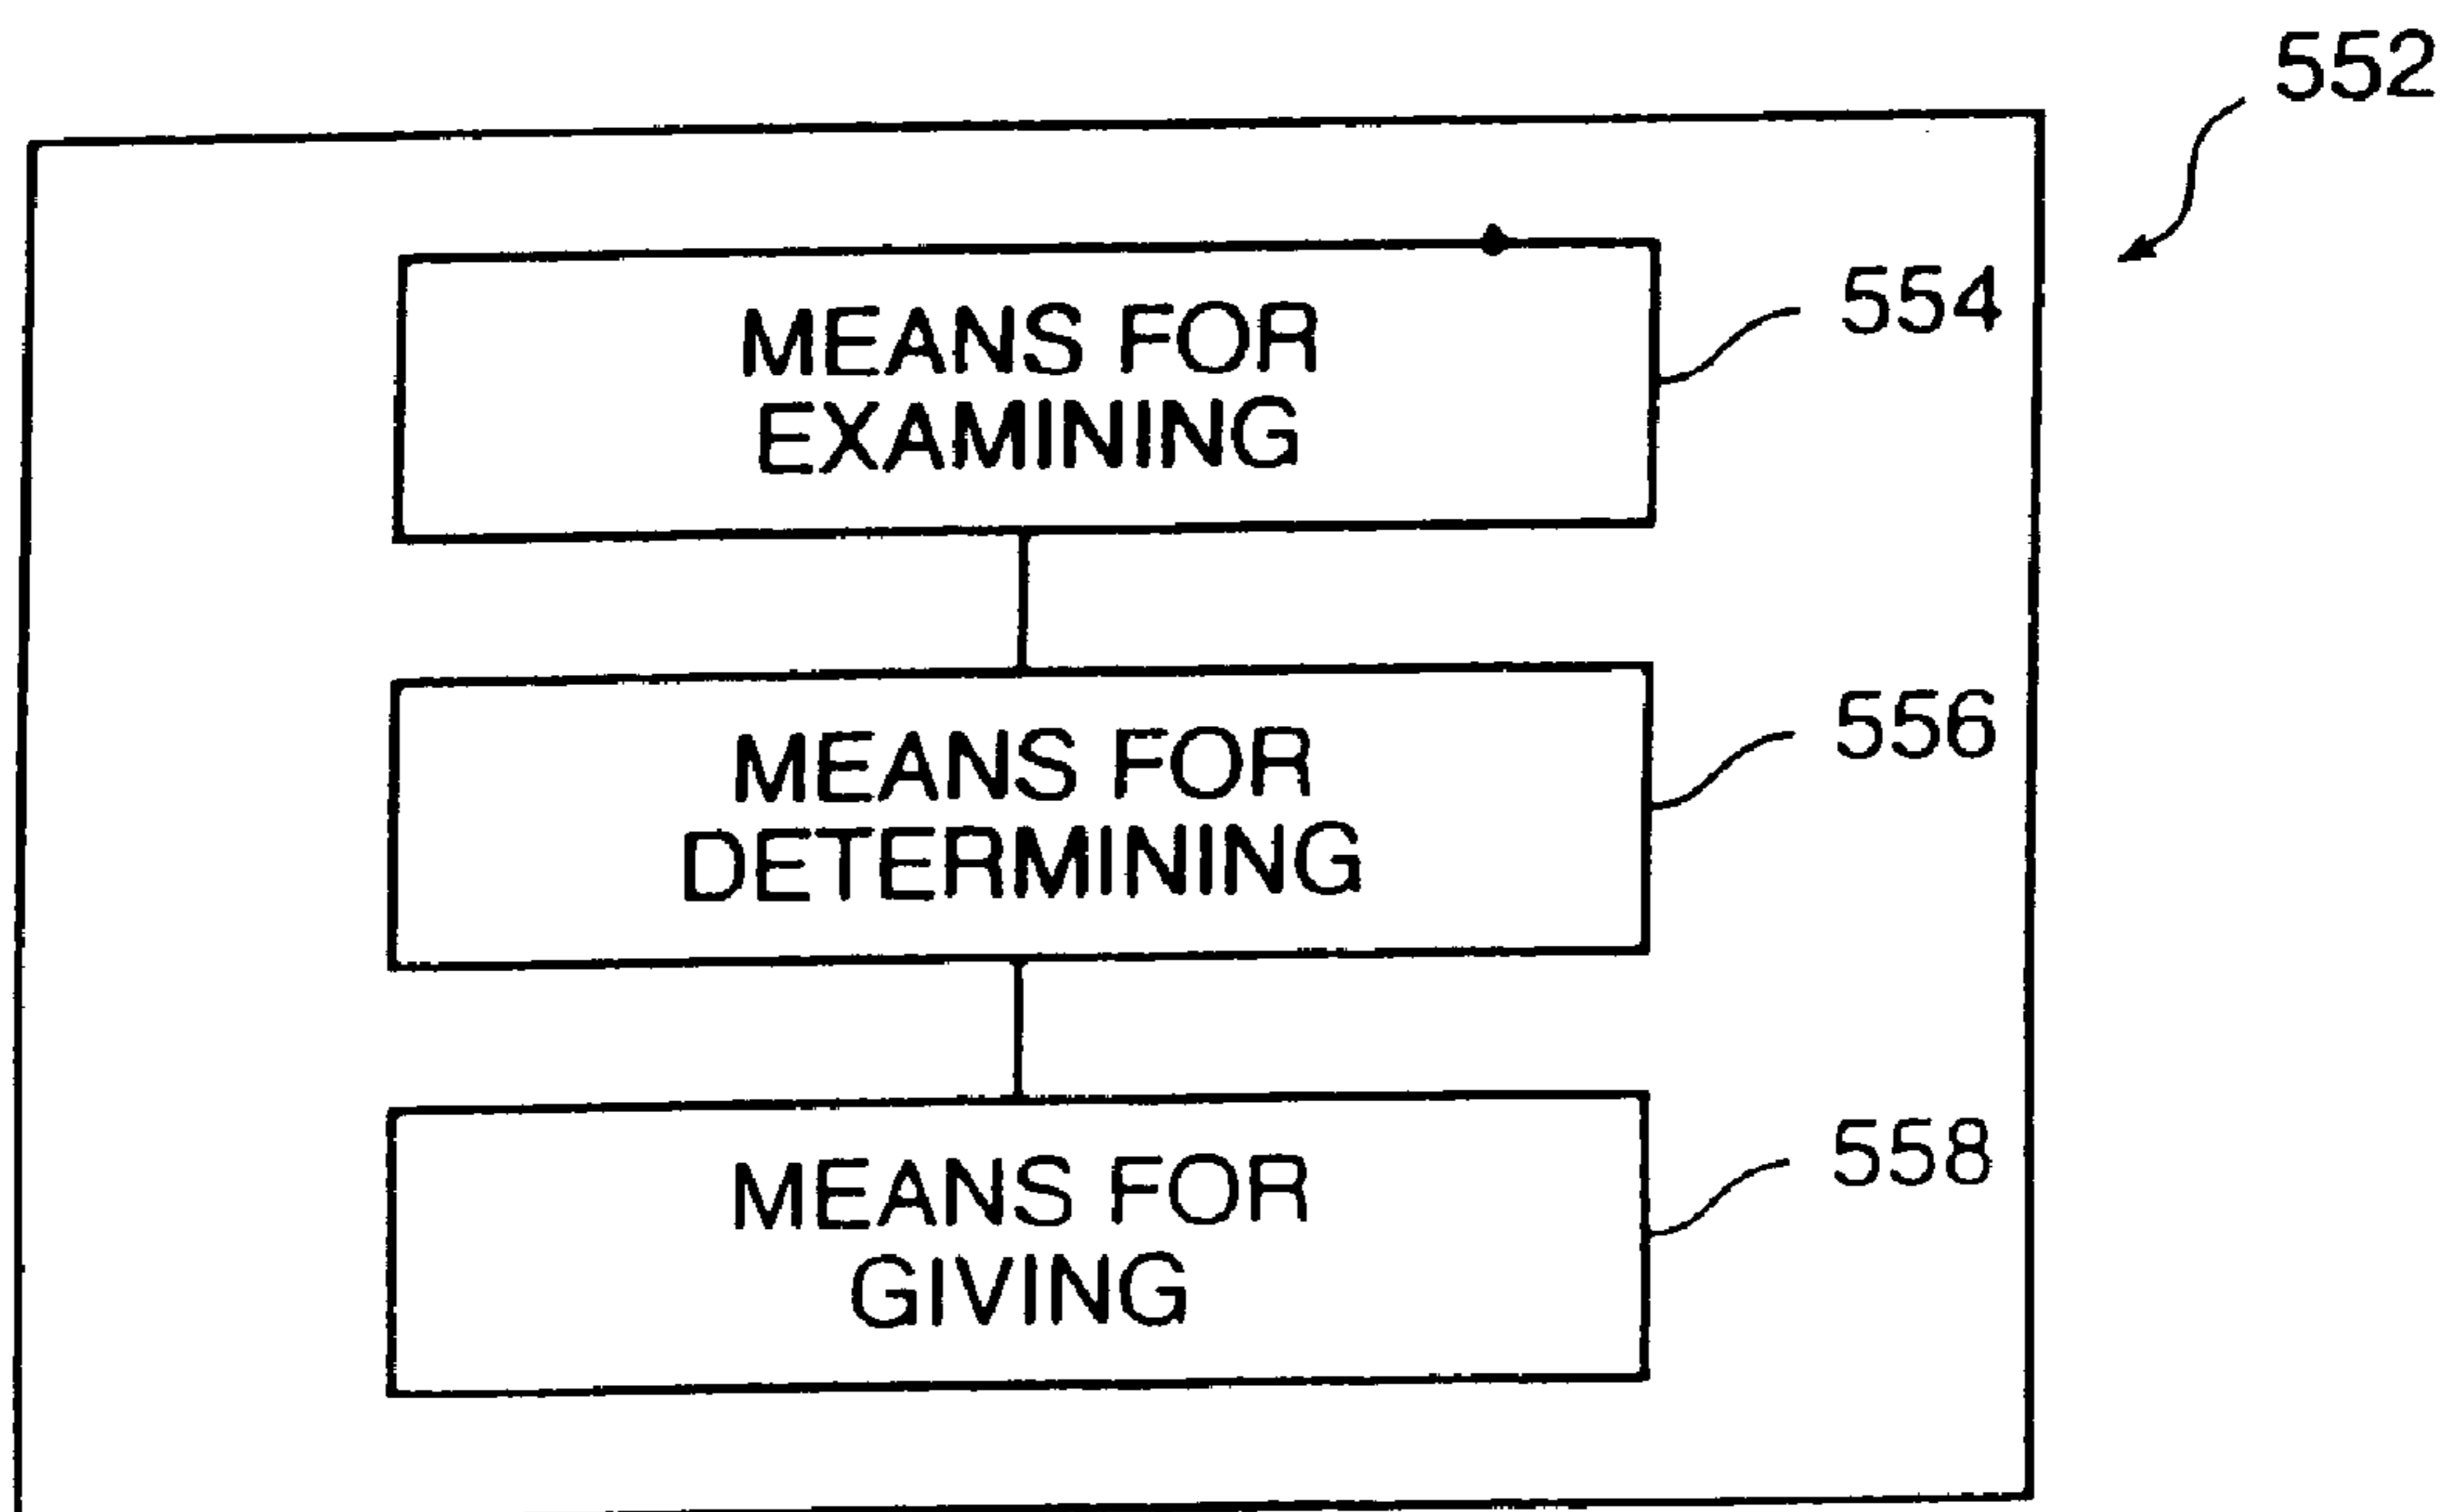 552
554
MEANS FOR
EXAMINING
556
MEANS FOR
DETERMINING
558
MEANS FOR
GIVING